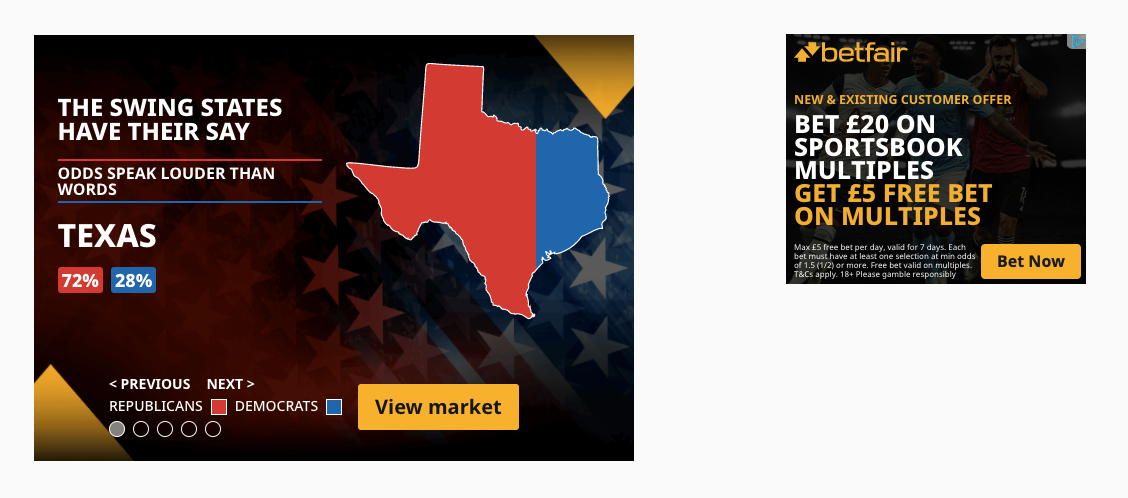 THE SWING STATES
HAVE THEIR SAY
ODDS SPEAK LOUDER THAN
WORDS
TEXAS
72% 28%
< PREVIOUS NEXT >
REPUBLICANS DEMOCRATS
View market
betfair
NEW & EXISTING CUSTOMER OFFER
BET £20 ON
SPORTSBOOK
MULTIPLES
GET £5 FREE BET
ON MULTIPLES
Max £5 free bet per day, valid for 7 days. Each
bet must have at least one selection at min odds
of 1.5 (1/2) or more. Free bet valid on multiples.
T&Cs apply. 18+ Please gamble responsibly
Bet Now